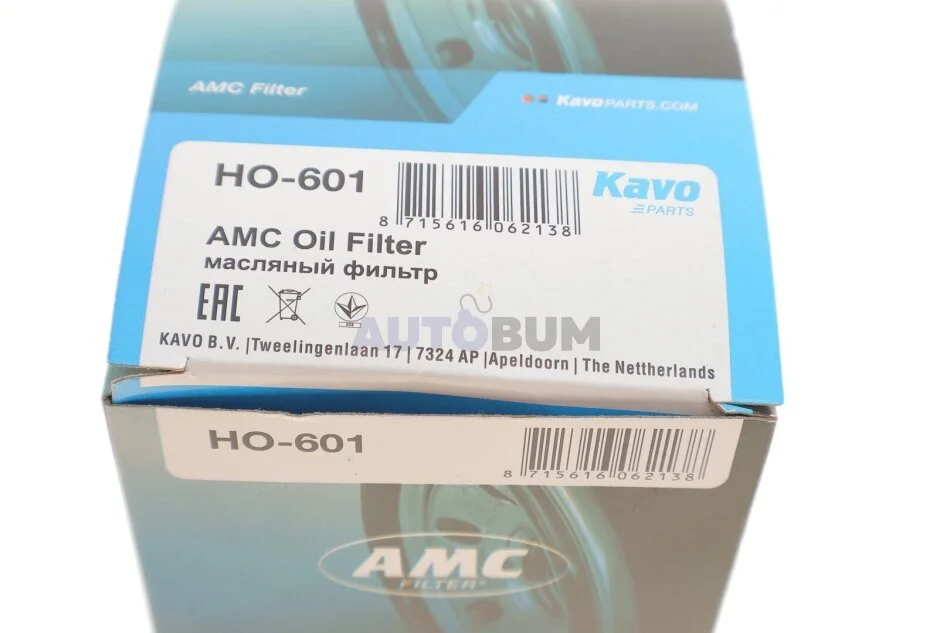 AMC Filter
KavoPARTS.COM
HO-601
8 715616 062138
Kavo
PARTS
AMC Oil Filter
масляный фильтр
EAC
AUTOBUM
KAVO B.V. |Tweelingenlaan 17 | 7324 AP |Apeldoorn | The Nettherlands
HO-601
8 715616 062138
AMC
FILTER®